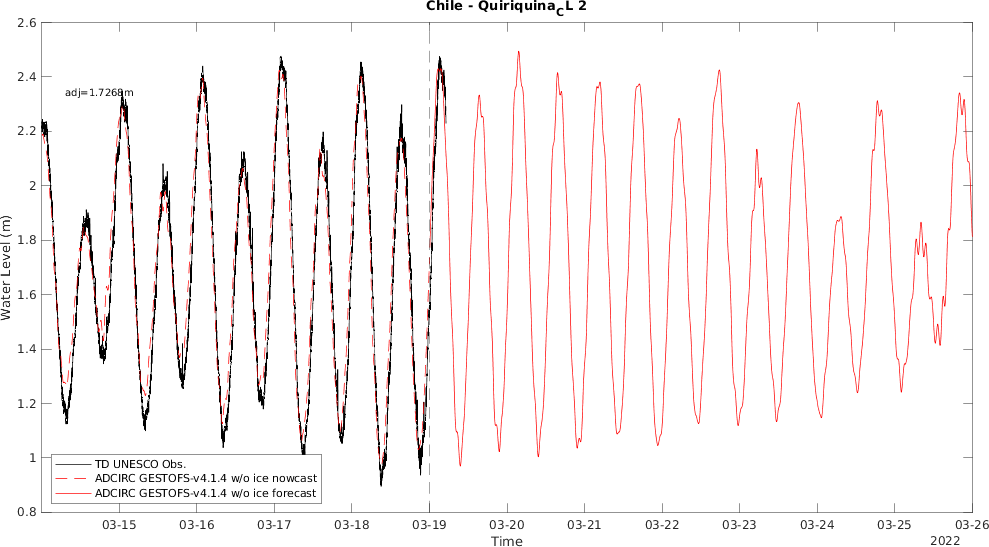 Chile - Quiriquina_CL 2
2.6
2.4
2.2
2
1.8
1.6
1.4
1.2
1
0.8
Water Level (m)
adj=1.7268m
TD UNESCO Obs.
ADCIRC GESTOFS-v4.1.4 w/o ice nowcast
ADCIRC GESTOFS-v4.1.4 w/o ice forecast
03-15 03-16 03-17 03-18 03-19 03-20 03-21 03-22 03-23 03-24 03-25 03-26
Time
2022